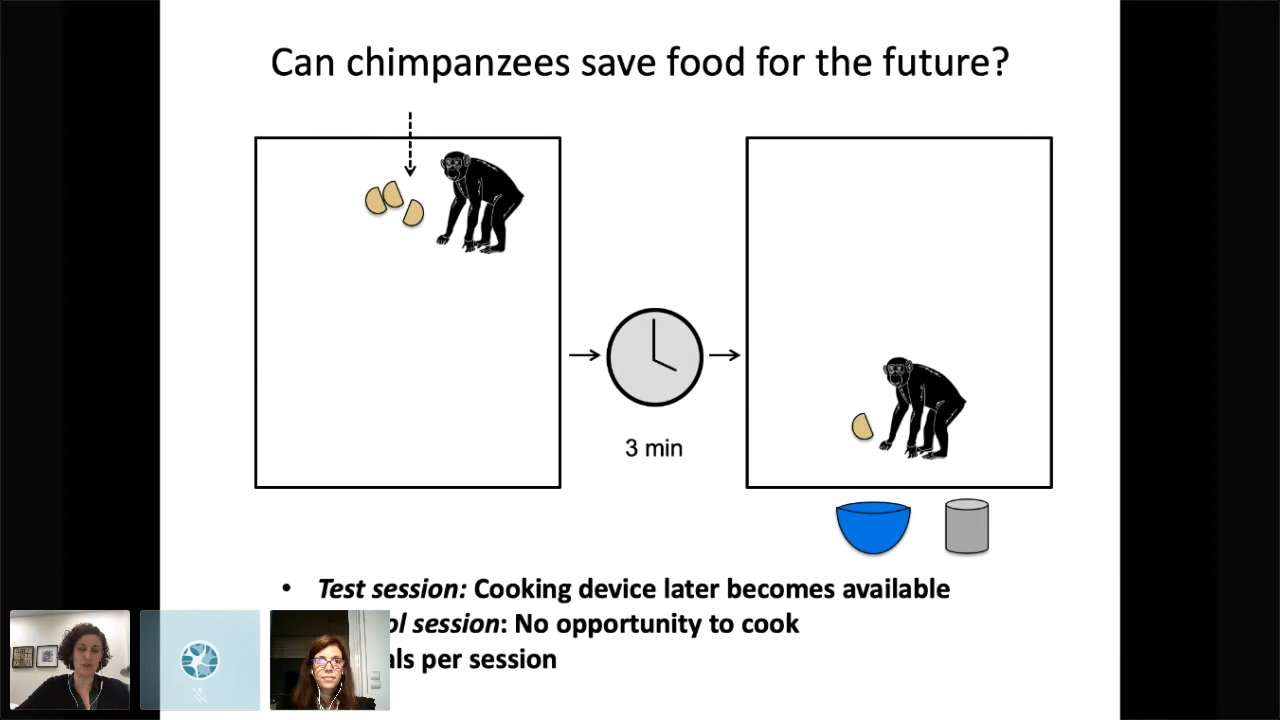 Can chimpanzees save food for the future?
3 min
• Test session: Cooking device later becomes available
session: No opportunity to cook
per session